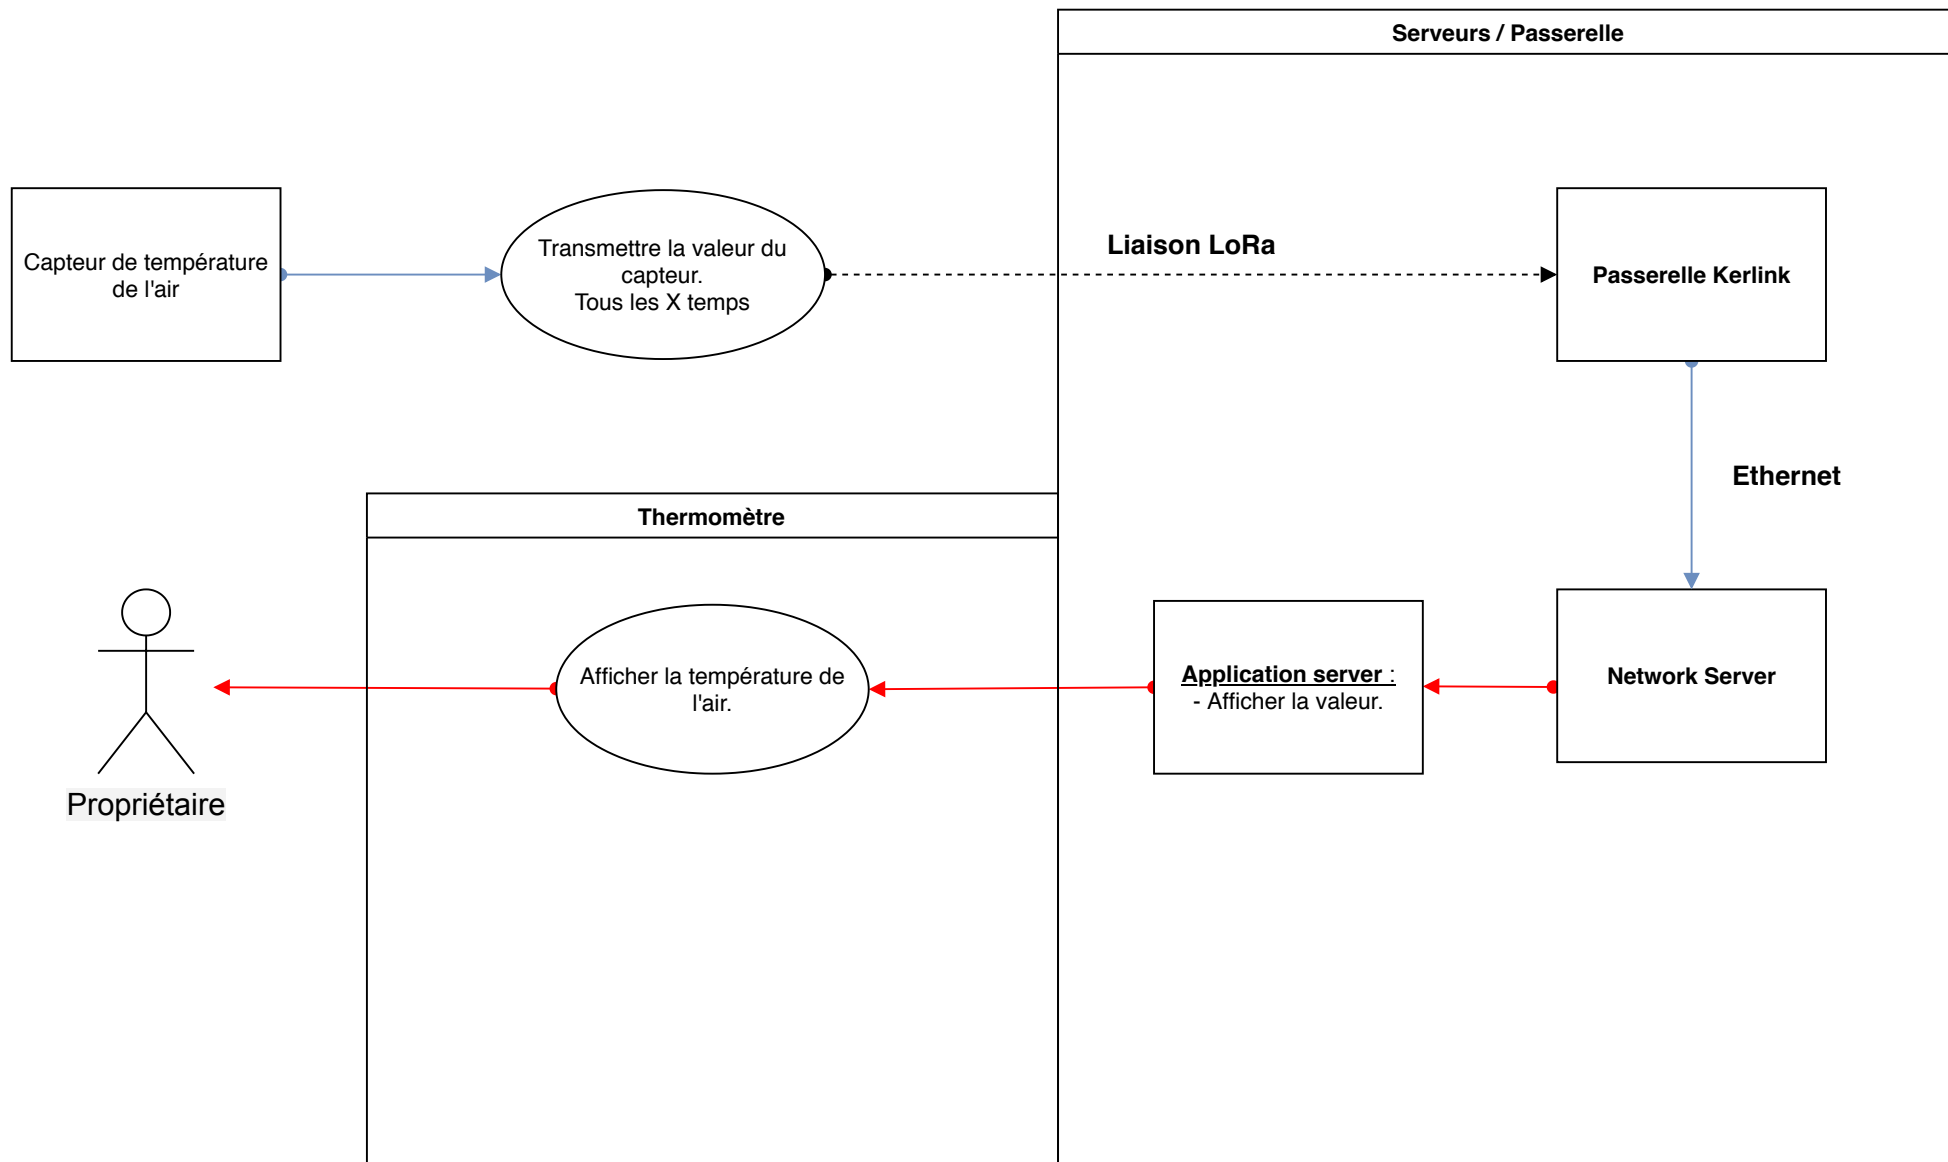 Serveurs / Passerelle
Capteur de température
de l'air
Transmettre la valeur du
capteur.
Tous les X temps
Liaison LoRa
Passerelle Kerlink
Ethernet
Thermomètre
Propriétaire
Afficher la température de
l'air.
Application server :
- Afficher la valeur.
Network Server